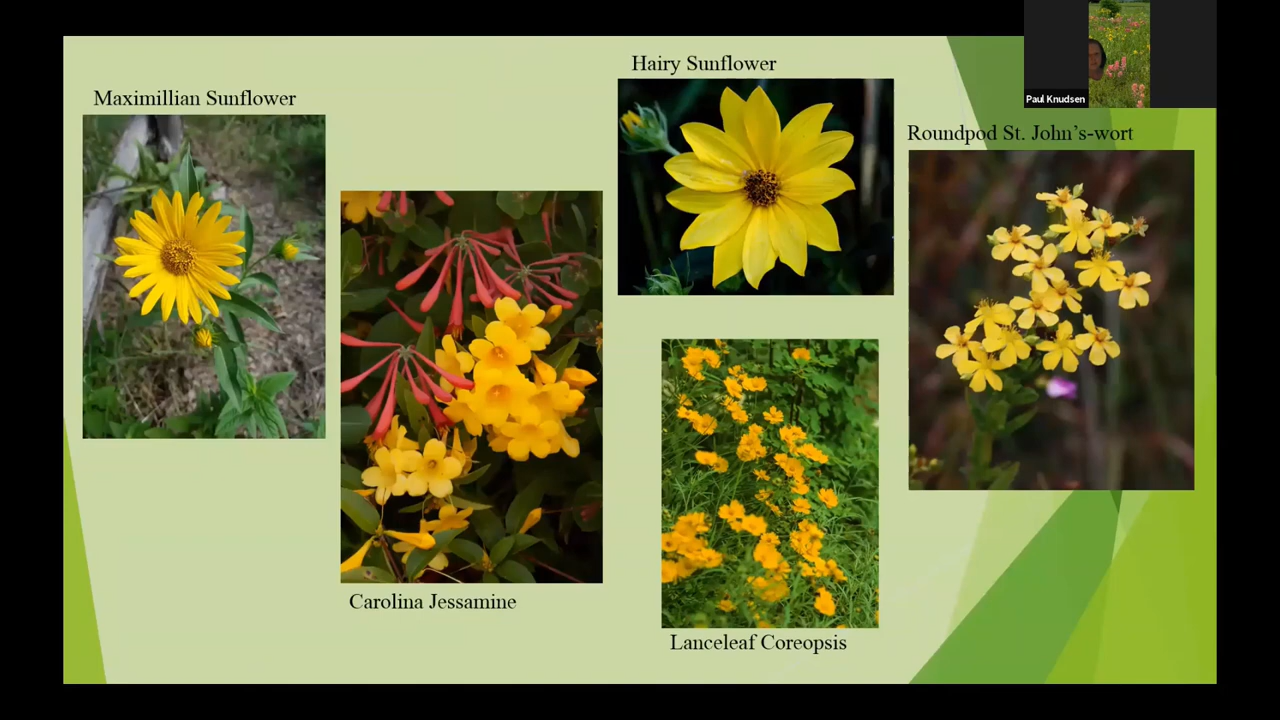 Maximillian Sunflower
Hairy Sunflower
Paul Knudsen
Roundpod St. John's-wort
Carolina Jessamine
Lanceleaf Coreopsis